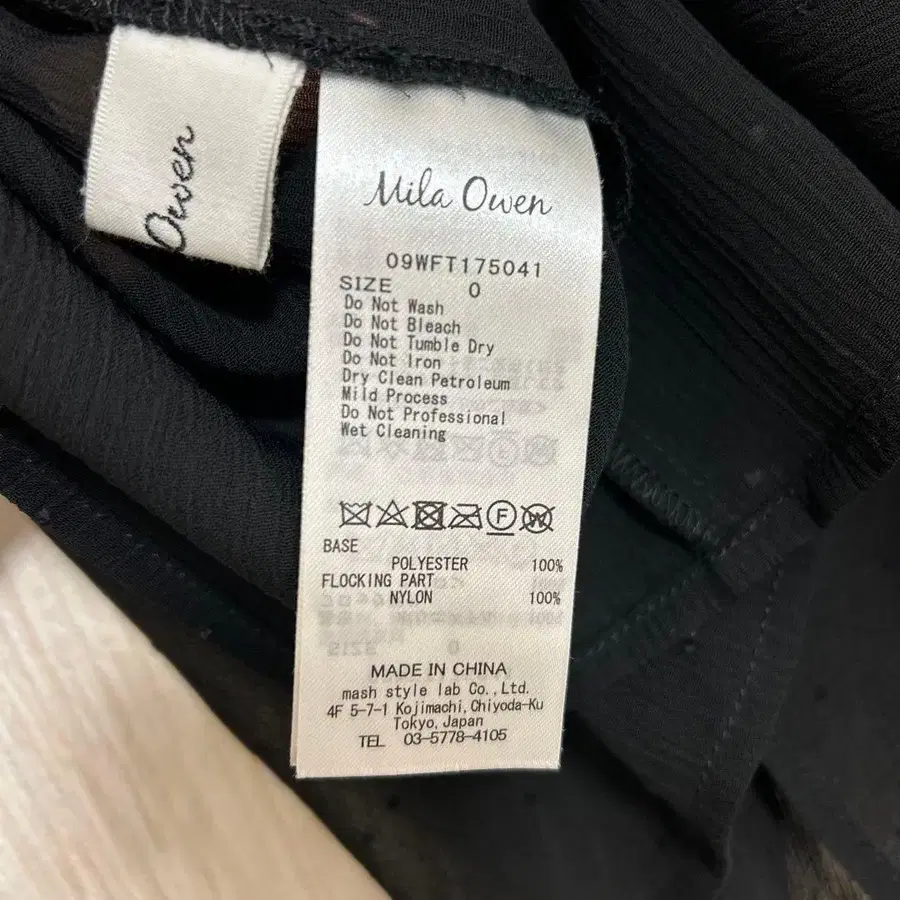 Owen
Mila Owen
09WFT175041
SIZE 0
Do Not Wash
Do Not Bleach
Do Not Tumble Dry
Do Not Iron
Dry Clean Petroleum
Mild Process
Do Not Professional
Wet Cleaning
F W
BASE
POLYESTER 100%
FLOCKING PART
NYLON 100%
MADE IN CHINA
mash style lab Co., Ltd.
4F 5-7-1 Kojimachi, Chiyoda-Ku
Tokyo, Japan
TEL 03-5778-4105